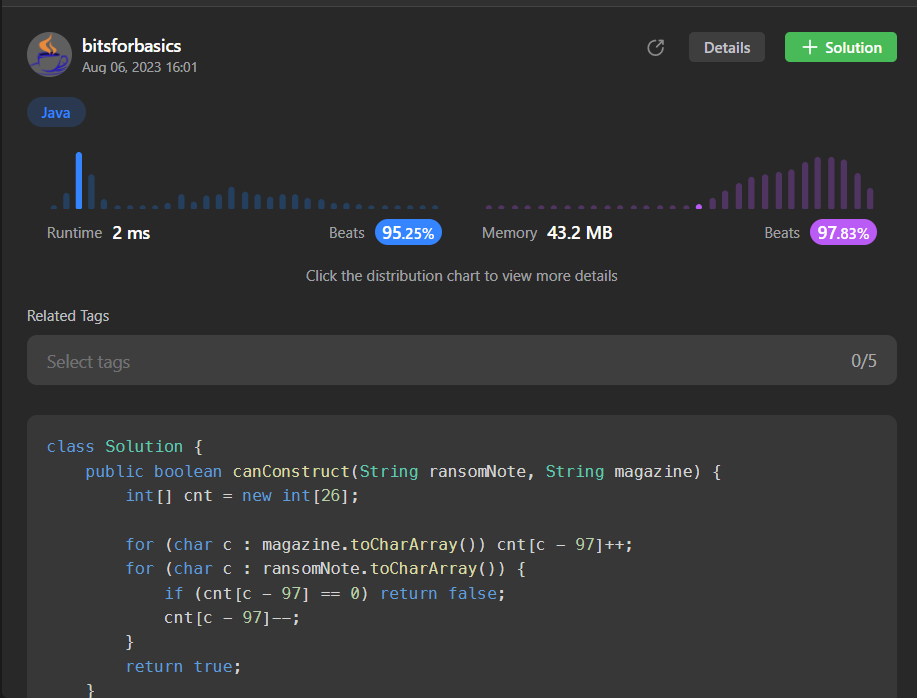 bitsforbasics
Aug 06, 2023 16:01
Details
+ Solution
Java
Runtime 2 ms Beats 95.25%
Memory 43.2 MB Beats 97.83%
Click the distribution chart to view more details
Related Tags
Select tags 0/5
class Solution {
    public boolean canConstruct(String ransomNote, String magazine) {
        int[] cnt = new int[26];

        for (char c : magazine.toCharArray()) cnt[c - 97]++;
        for (char c : ransomNote.toCharArray()) {
            if (cnt[c - 97] == 0) return false;
            cnt[c - 97]--;
        }
        return true;
    }